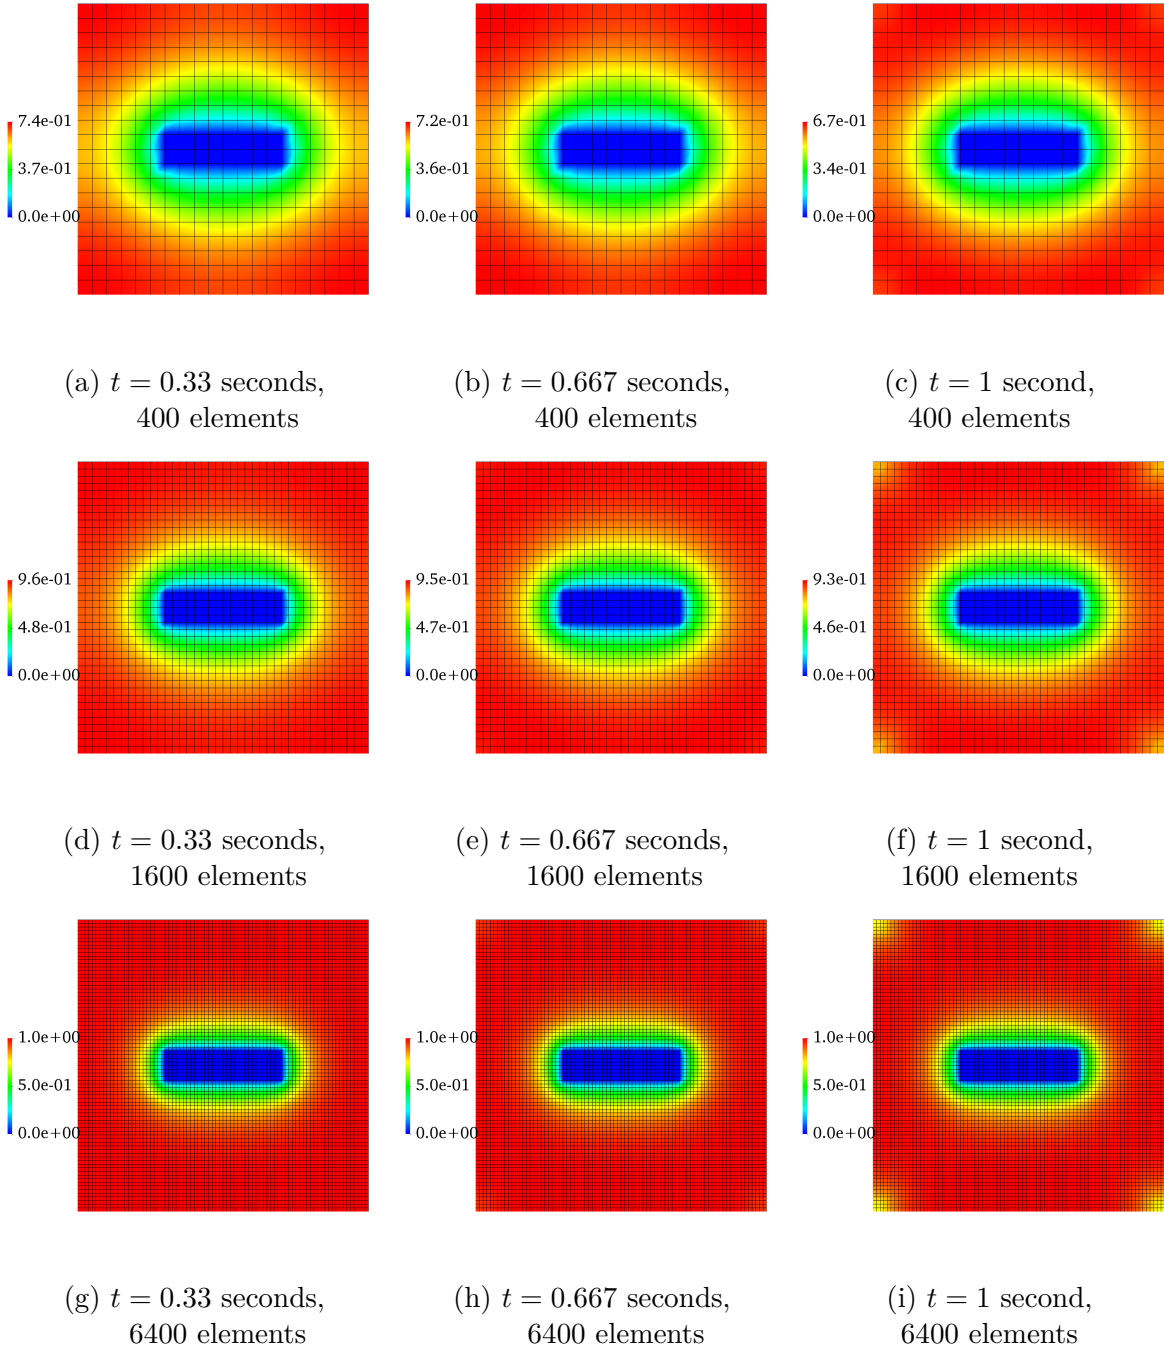 7.4e-01
3.7e-01
0.0e+00
7.2e-01
3.6e-01
0.0e+00
6.7e-01
3.4e-01
0.0e+00
(a) t = 0.33 seconds,
400 elements
(b) t = 0.667 seconds,
400 elements
(c) t = 1 second,
400 elements
9.6e-01
4.8e-01
0.0e+00
9.5e-01
4.7e-01
0.0e+00
9.3e-01
4.6e-01
0.0e+00
(d) t = 0.33 seconds,
1600 elements
(e) t = 0.667 seconds,
1600 elements
(f) t = 1 second,
1600 elements
1.0e+00
5.0e-01
0.0e+00
1.0e+00
5.0e-01
0.0e+00
1.0e+00
5.0e-01
0.0e+00
(g) t = 0.33 seconds,
6400 elements
(h) t = 0.667 seconds,
6400 elements
(i) t = 1 second,
6400 elements